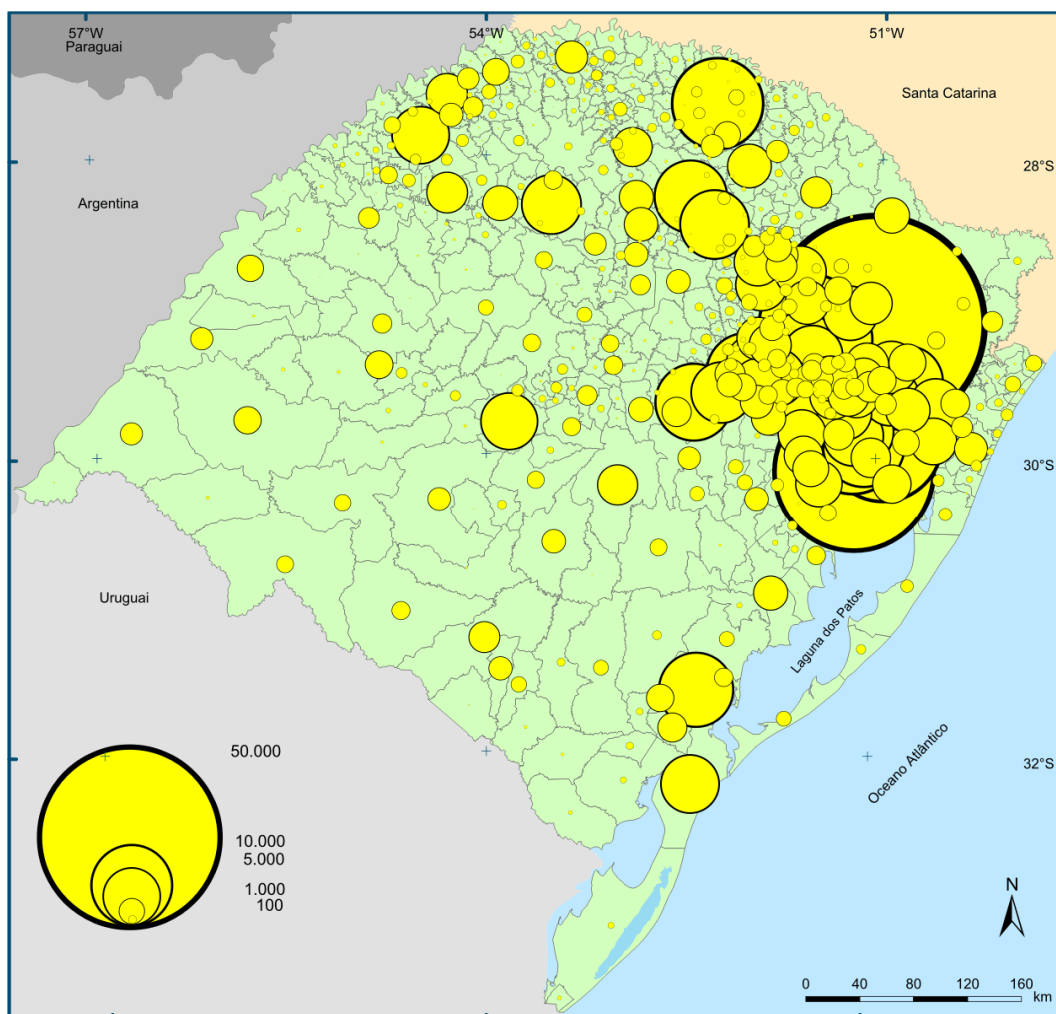 57°W
54°W
51°W
Paraguai
Santa Catarina
28°S
Argentina
30°S
Uruguai
Laguna dos Patos
50.000
32°S
Oceano Atlântico
10.000
5.000
1.000
100
N
0 40 80 120 160
km